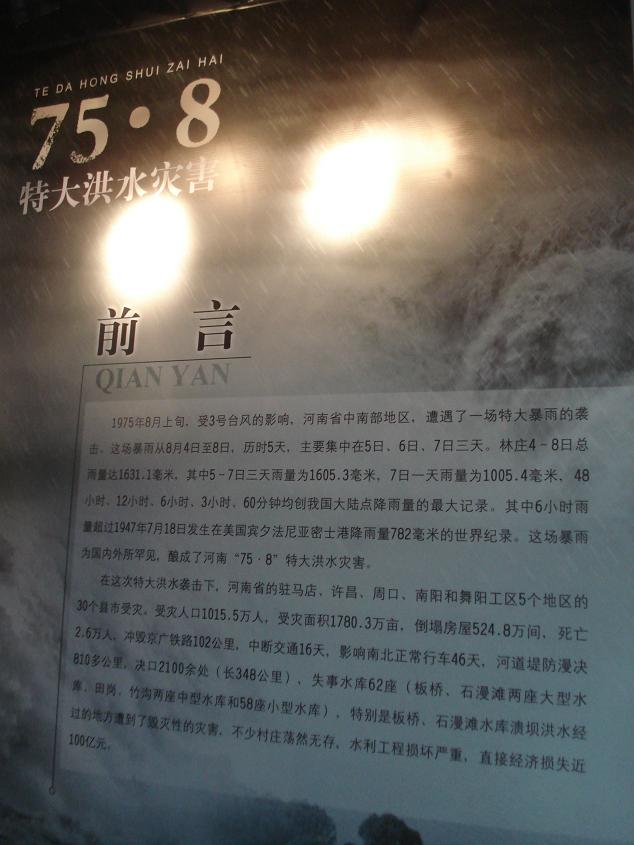 TE DA HONG SHUI ZAI HAI
75·8
特大洪水灾害
前言
QIAN YAN
1975年8月上旬，受3号台风的影响，河南省中南部地区，遭遇了一场特大暴雨的袭
击。这场暴雨从8月4日至8日，历时5天，主要集中在5日、6日、7日三天。林庄4－8日总
雨量达1631.1毫米，其中5－7日三天雨量为1605.3毫米，7日一天雨量为1005.4毫米，48
小时、12小时、6小时、3小时、60分钟均创我国大陆点降雨量的最大记录。其中6小时雨
量超过1947年7月18日发生在美国宾夕法尼亚密士港降雨量782毫米的世界纪录。这场暴雨
为国内外所罕见，酿成了河南“75·8”特大洪水灾害。
在这次特大洪水袭击下，河南省的驻马店、许昌、周口、南阳和舞阳工区5个地区的
30个县市受灾。受灾人口1015.5万人，受灾面积1780.3万亩，倒塌房屋524.8万间，死亡
2.6万人，冲毁京广铁路102公里，中断交通16天，影响南北正常行车46天，河道堤防漫决
810多公里，决口2100余处（长348公里）、失事水库62座（板桥、石漫滩两座大型水
库，田岗、竹沟两座中型水库和58座小型水库），特别是板桥、石漫滩水库溃坝洪水经
过的地方遭到了毁灭性的灾害，不少村庄荡然无存，水利工程损坏严重，直接经济损失近
100亿元。